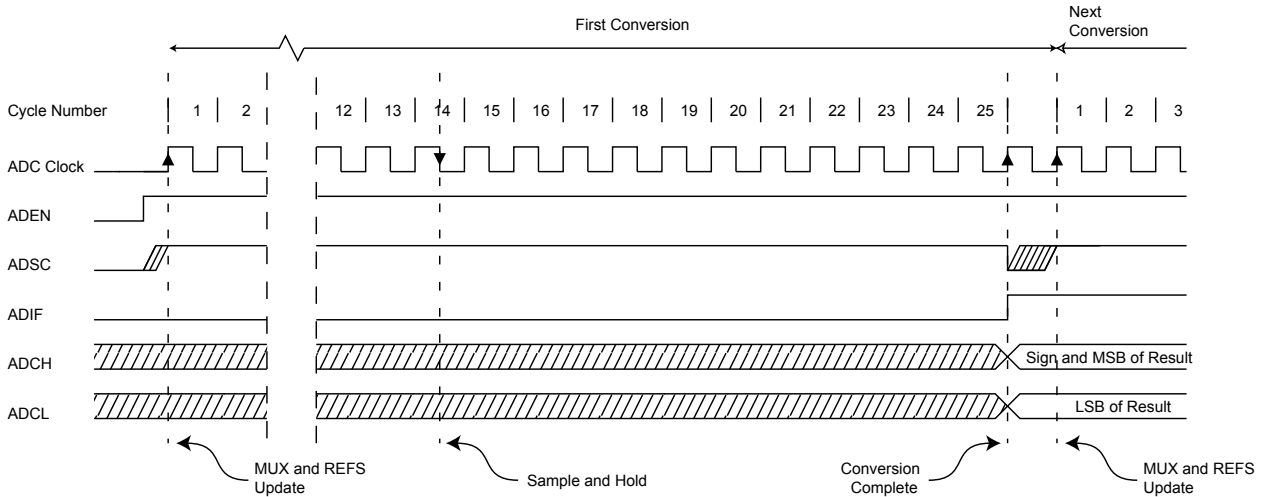 First Conversion
Next
Conversion
Cycle Number 1 2 12 13 14 15 16 17 18 19 20 21 22 23 24 25 1 2 3
ADC Clock
ADEN
ADSC
ADIF
ADCH Sign and MSB of Result
ADCL LSB of Result
MUX and REFS
Update
Sample and Hold
Conversion
Complete
MUX and REFS
Update